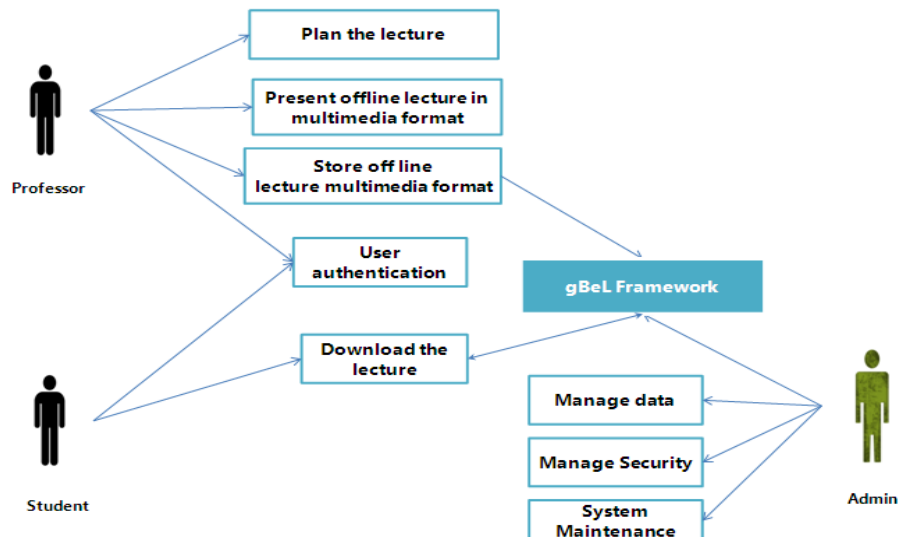 Plan the lecture
Present offline lecture in
multimedia format
Professor
Store off line
lecture multimedia format
User
authentication
gBeL Framework
Download the
lecture
Manage data
Manage Security
Student
Admin
System
Maintenance